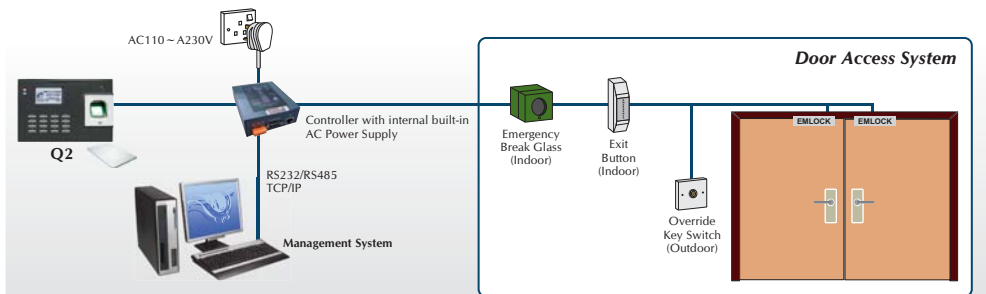 AC110 ~ A230V
Door Access System
Q2
Controller with internal built-in
AC Power Supply
Emergency
Break Glass
(Indoor)
Exit
Button
(Indoor)
EMLOCK
EMLOCK
RS232/RS485
TCP/IP
Management System
Override
Key Switch
(Outdoor)